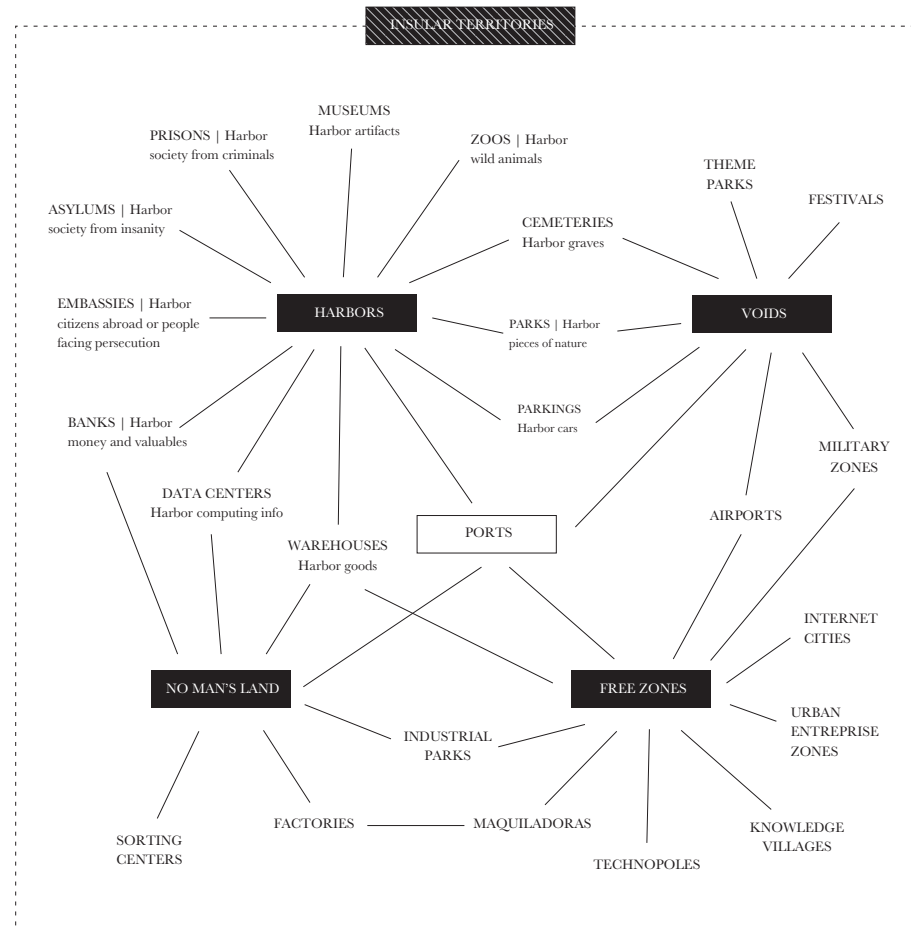 INSULAR TERRITORIES
MUSEUMS
Harbor artifacts
PRISONS | Harbor
society from criminals
ZOOS | Harbor
wild animals
THEME
PARKS
FESTIVALS
ASYLUMS | Harbor
society from insanity
CEMETERIES
Harbor graves
EMBASSIES | Harbor
citizens abroad or people
facing persecution
HARBORS
VOIDS
PARKS | Harbor
pieces of nature
BANKS | Harbor
money and valuables
PARKINGS
Harbor cars
MILITARY
ZONES
DATA CENTERS
Harbor computing info
WAREHOUSES
Harbor goods
PORTS
AIRPORTS
INTERNET
CITIES
NO MAN'S LAND
FREE ZONES
URBAN
ENTREPRISE
ZONES
INDUSTRIAL
PARKS
SORTING
CENTERS
FACTORIES
MAQUILADORAS
TECHNOPOLES
KNOWLEDGE
VILLAGES